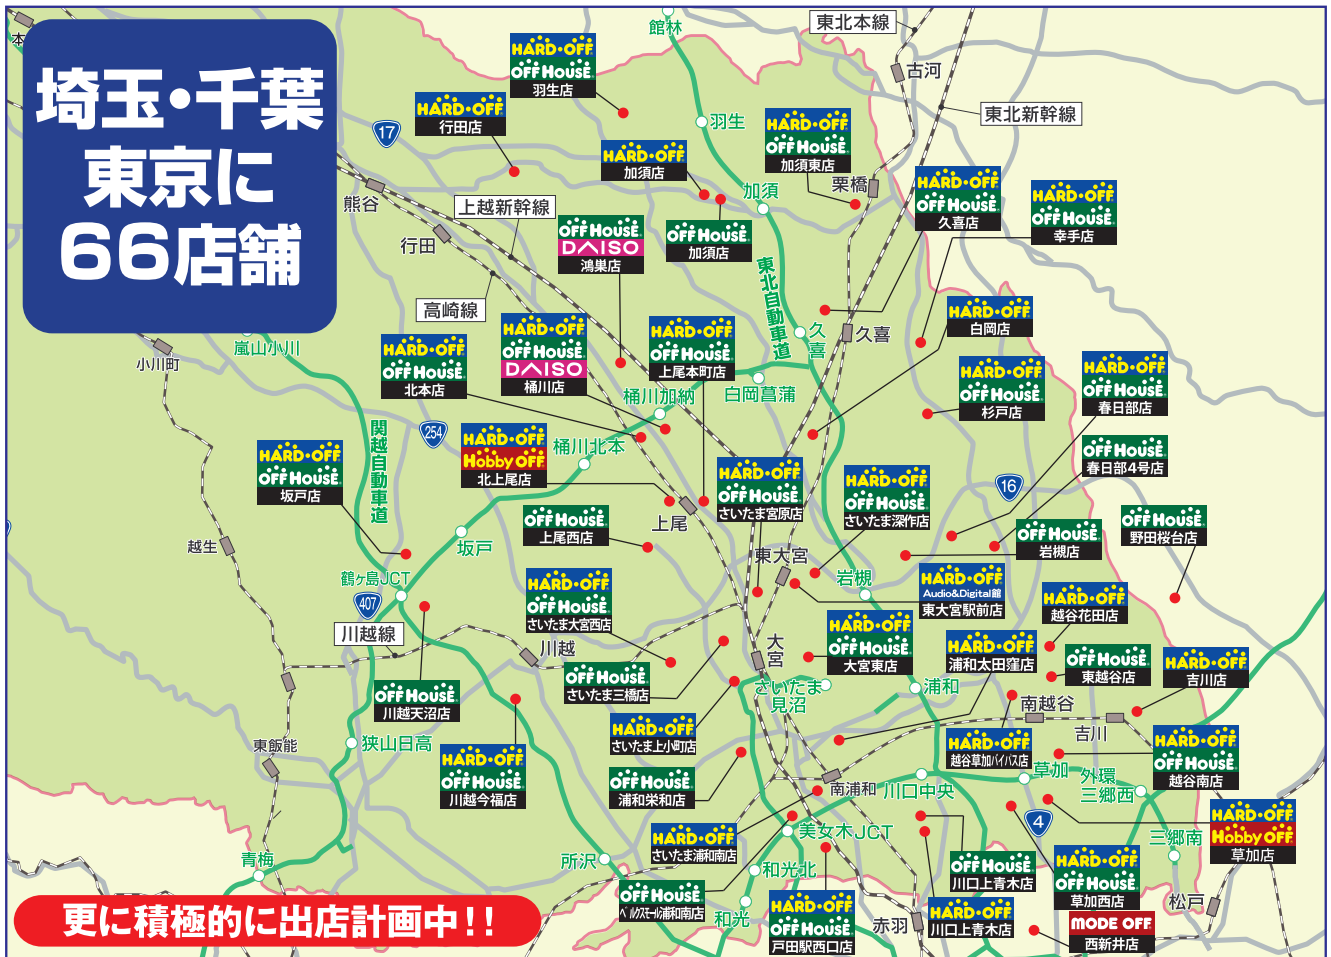 埼玉・千葉
東京に
66店舗
本
館林
東北本線
古河
HARD・OFF
OFF HOUSE
羽生店
HARD・OFF
行田店
17
羽生
東北新幹線
HARD・OFF
OFF HOUSE
加須東店
HARD・OFF
加須店
栗橋
HARD・OFF
OFF HOUSE
久喜店
HARD・OFF
OFF HOUSE
幸手店
熊谷
上越新幹線
加須
OFF HOUSE
DAISO
鴻巣店
OFF HOUSE
加須店
行田
東北自動車道
高崎線
HARD・OFF
白岡店
久喜
久喜
嵐山小川
小川町
HARD・OFF
OFF HOUSE
北本店
HARD・OFF
OFF HOUSE
DAISO
桶川店
HARD・OFF
OFF HOUSE
上尾本町店
HARD・OFF
OFF HOUSE
杉戸店
HARD・OFF
OFF HOUSE
春日部店
桶川加納
白岡菖蒲
関越自動車道
254
HARD・OFF
Hobby OFF
北上尾店
桶川北本
HARD・OFF
OFF HOUSE
坂戸店
OFF HOUSE
春日部4号店
HARD・OFF
OFF HOUSE
さいたま宮原店
HARD・OFF
OFF HOUSE
さいたま深作店
16
上尾
OFF HOUSE
上尾西店
OFF HOUSE
岩槻店
OFF HOUSE
野田桜台店
越生
坂戸
東大宮
鶴ヶ島JCT
407
岩槻
HARD・OFF
OFF HOUSE
さいたま大宮西店
HARD・OFF
Audio&Digital館
東大宮駅前店
HARD・OFF
越谷花田店
川越線
川越
大宮
HARD・OFF
OFF HOUSE
大宮東店
HARD・OFF
浦和太田窪店
OFF HOUSE
東越谷店
HARD・OFF
吉川店
OFF HOUSE
さいたま三橋店
OFF HOUSE
川越天沼店
さいたま見沼
浦和
南越谷
吉川
HARD・OFF
さいたま上小町店
東飯能
狭山日高
HARD・OFF
OFF HOUSE
川越今福店
OFF HOUSE
浦和栄和店
HARD・OFF
越谷草加バイパス店
HARD・OFF
OFF HOUSE
越谷南店
南浦和
川口中央
草加
外環三郷西
4
HARD・OFF
Hobby OFF
草加店
美女木JCT
三郷南
HARD・OFF
さいたま浦和南店
青梅
所沢
和光北
OFF HOUSE
川口上青木店
HARD・OFF
OFF HOUSE
草加西店
OFF HOUSE
ベルクスモール浦和南店
和光
HARD・OFF
OFF HOUSE
戸田駅西口店
赤羽
HARD・OFF
川口上青木店
MODE OFF
西新井店
松戸
更に積極的に出店計画中!!